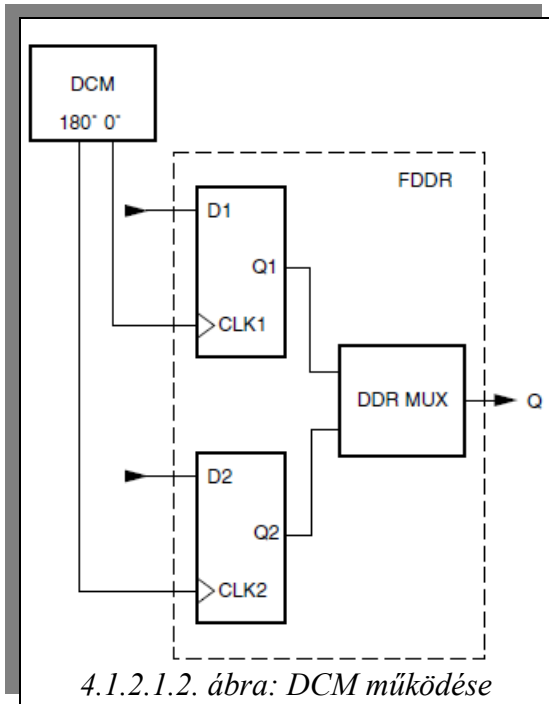 DCM
180° 0°
FDDR
D1
Q1
CLK1
DDR MUX
Q
D2
Q2
CLK2
4.1.2.1.2. ábra: DCM működése